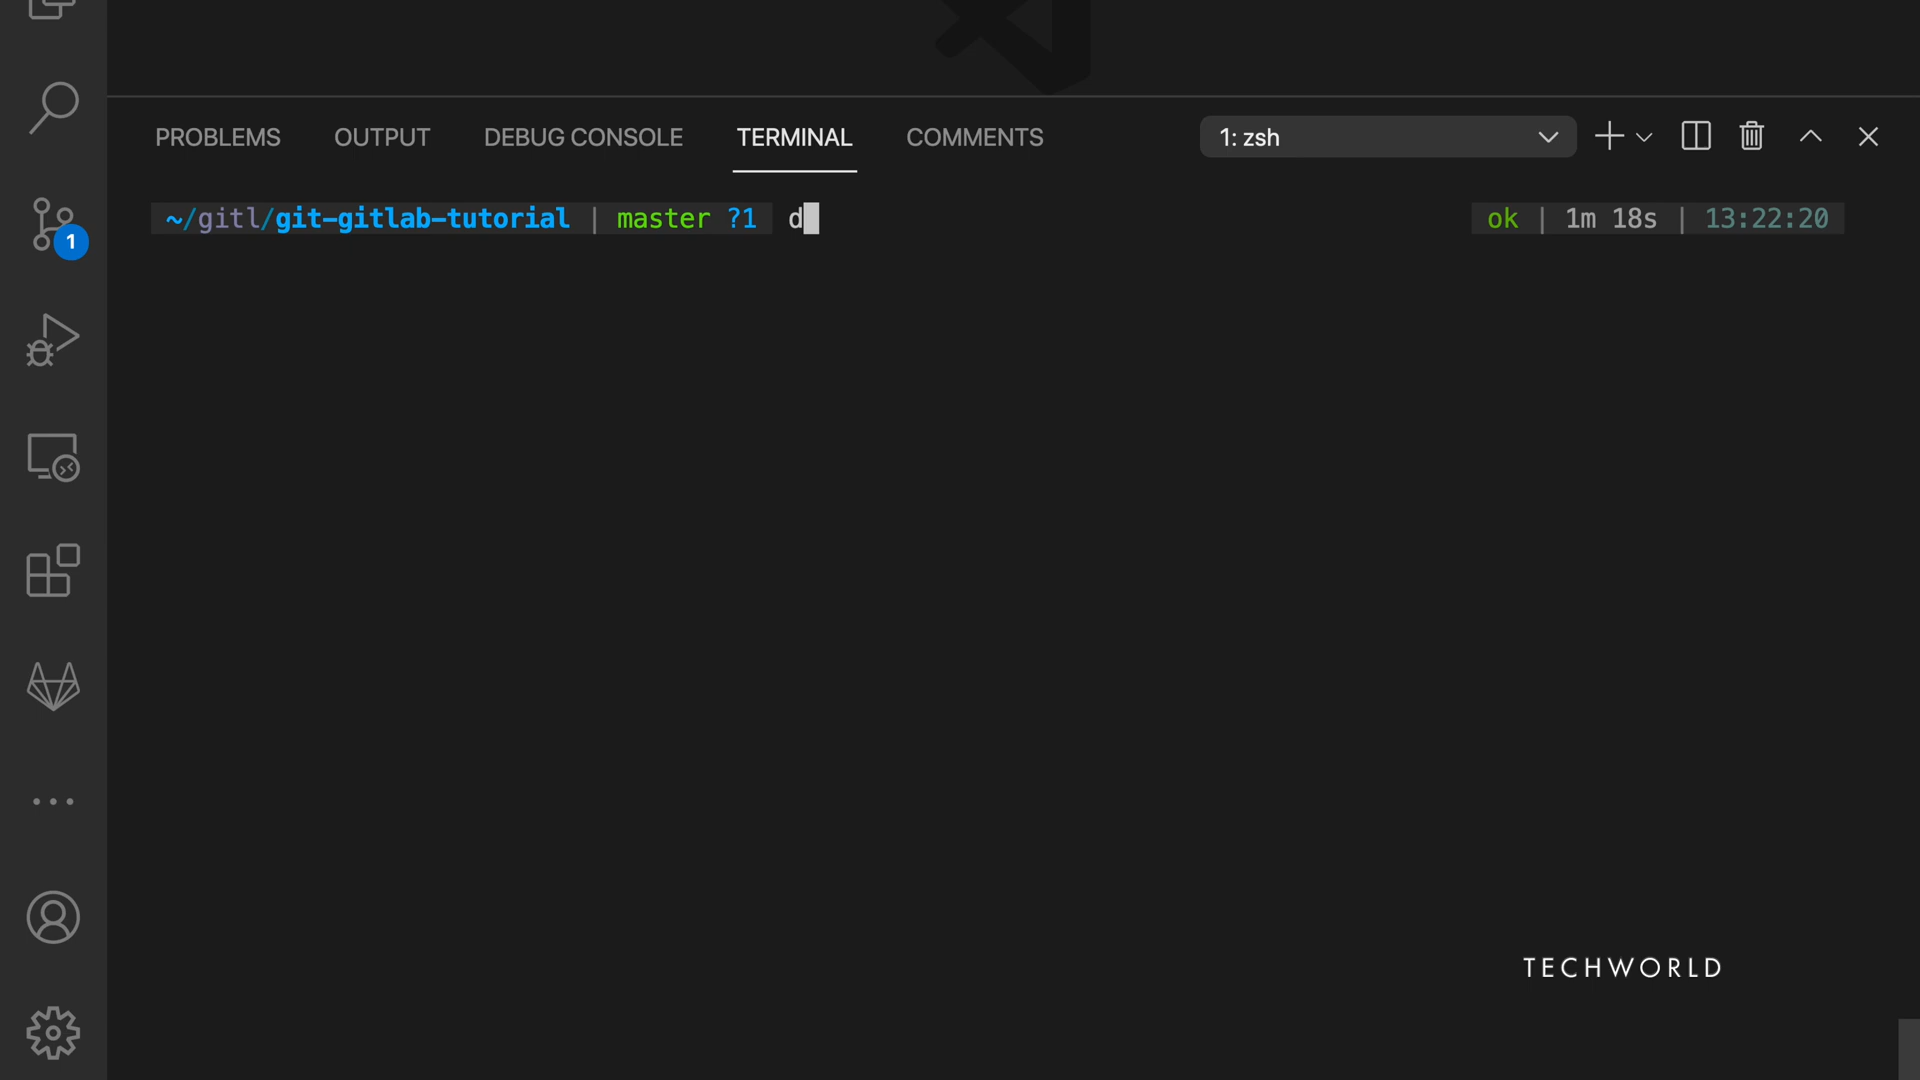 PROBLEMS OUTPUT DEBUG CONSOLE TERMINAL COMMENTS 1: zsh
~/gitl/git-gitlab-tutorial | master ?1 d ok | 1m 18s | 13:22:20
1
TECHWORLD